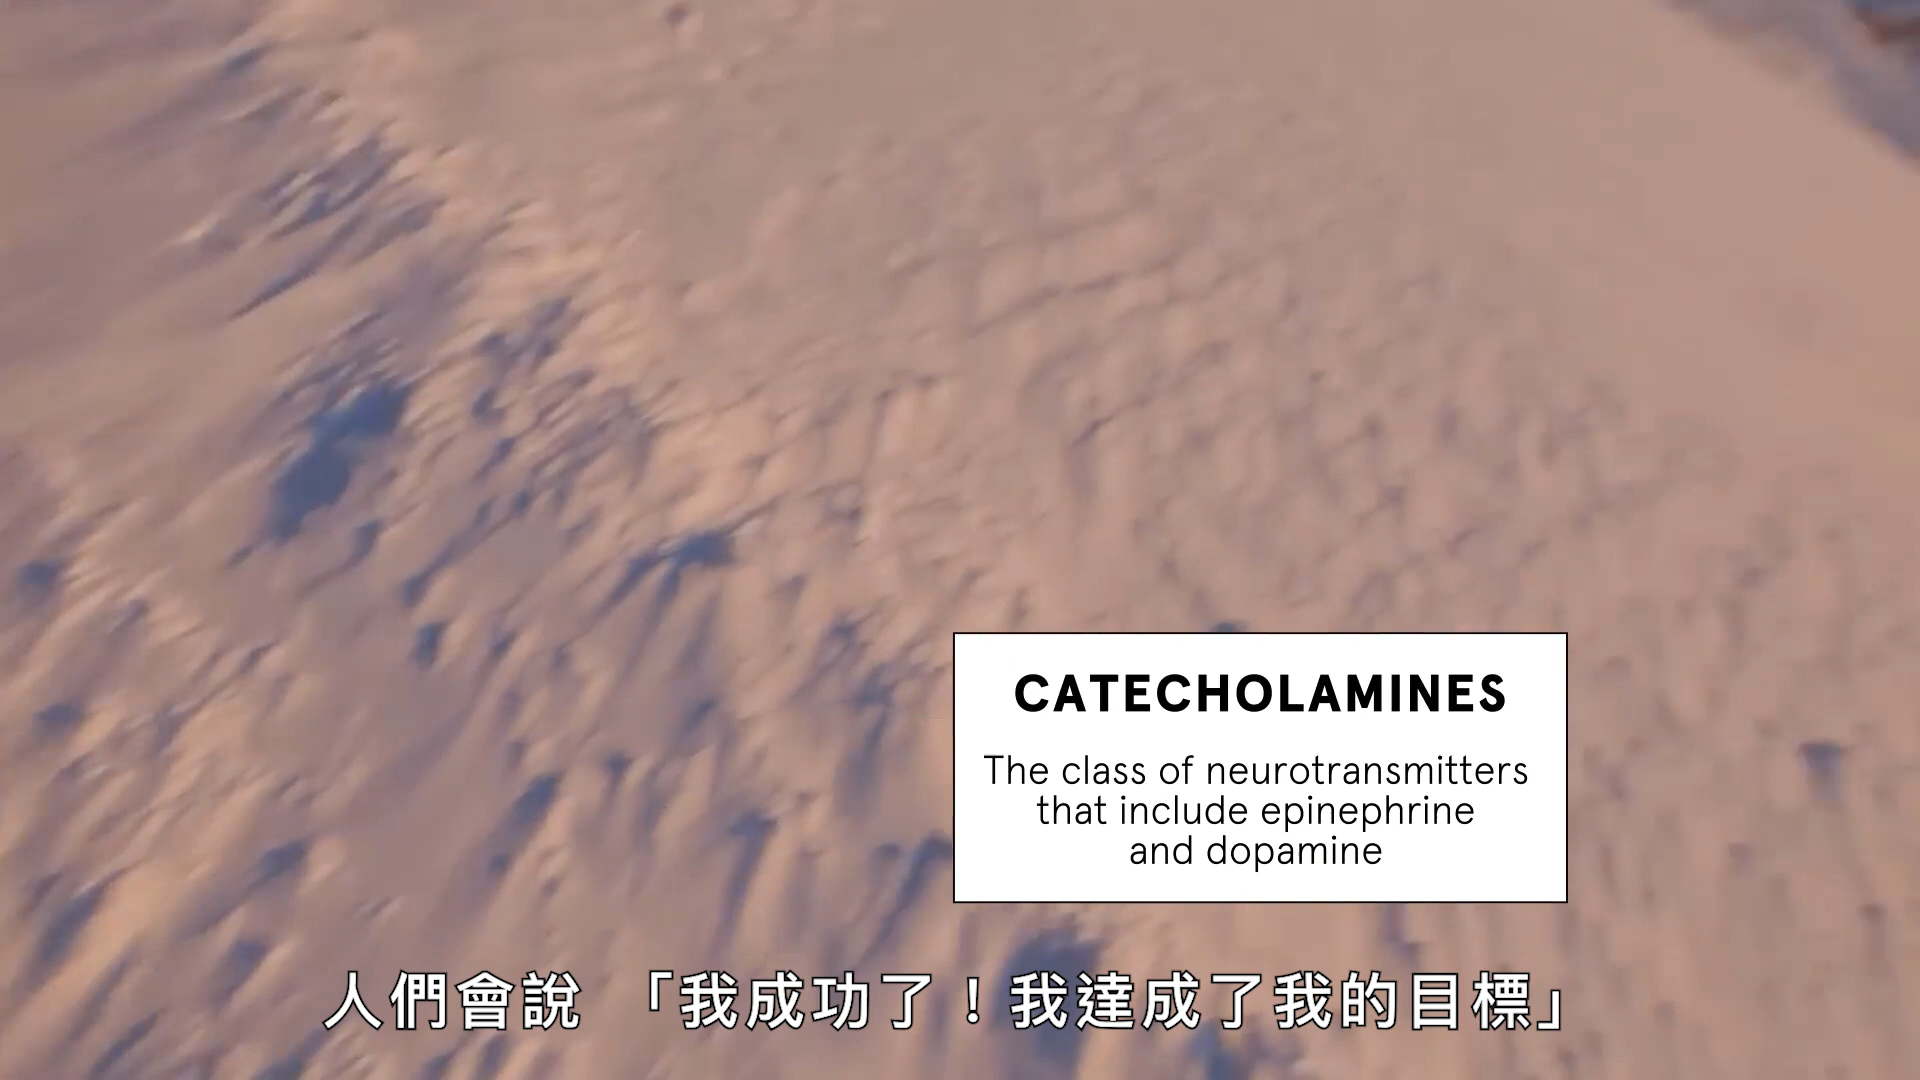 CATECHOLAMINES
The class of neurotransmitters
that include epinephrine
and dopamine
人們會說 「我成功了！我達成了我的目標」